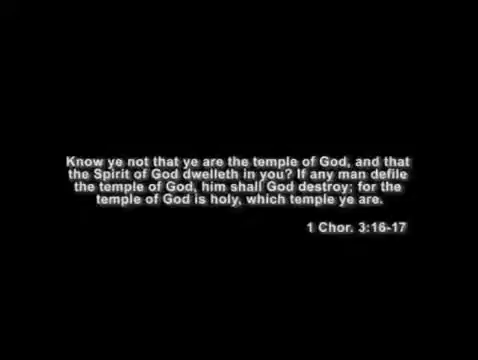 Know ye not that ye are the temple of God, and that
the Spirit of God dwelleth in you? If any man defile
the temple of God, him shall God destroy; for the
temple of God is holy, which temple ye are.
1 Chor. 3:16-17